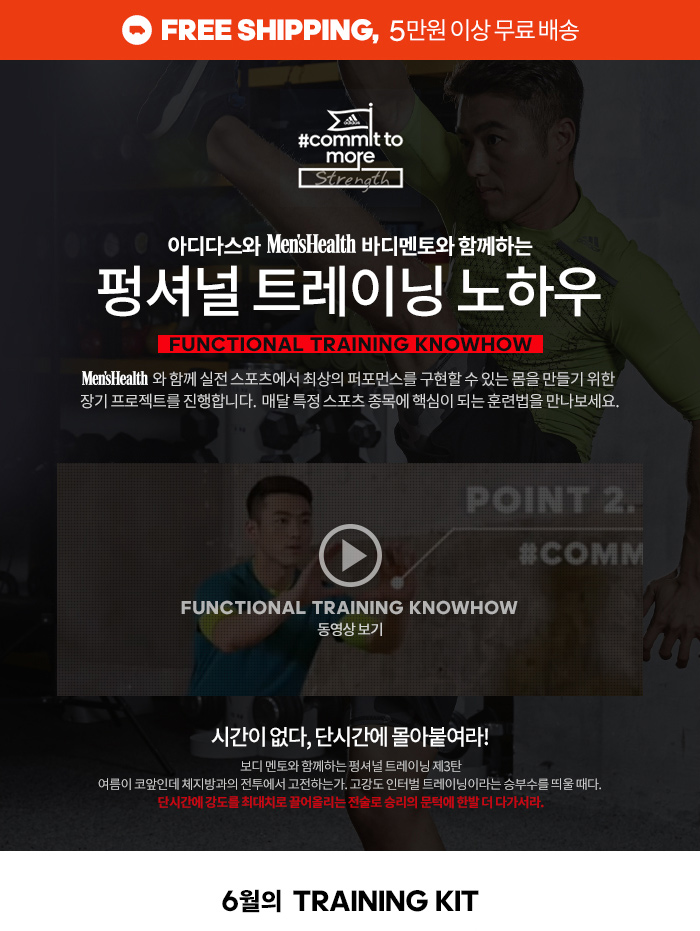 FREE SHIPPING, 5만원 이상 무료 배송
adidas
#commit to
more
Strength
아디다스와 Men'sHealth 바디멘토와 함께하는
펑셔널 트레이닝 노하우
FUNCTIONAL TRAINING KNOWHOW
Men'sHealth 와 함께 실전 스포츠에서 최상의 퍼포먼스를 구현할 수 있는 몸을 만들기 위한
장기 프로젝트를 진행합니다. 매달 특정 스포츠 종목에 핵심이 되는 훈련법을 만나보세요.
POINT 2.
#COMM
FUNCTIONAL TRAINING KNOWHOW
동영상 보기
시간이 없다, 단시간에 몰아붙여라!
보디 멘토와 함께하는 펑셔널 트레이닝 제3탄
여름이 코앞인데 체지방과의 전투에서 고전하는가. 고강도 인터벌 트레이닝이라는 승부수를 띄울 때다.
단시간에 강도를 최대치로 끌어올리는 전술로 승리의 문턱에 한발 더 다가서라.
6월의 TRAINING KIT